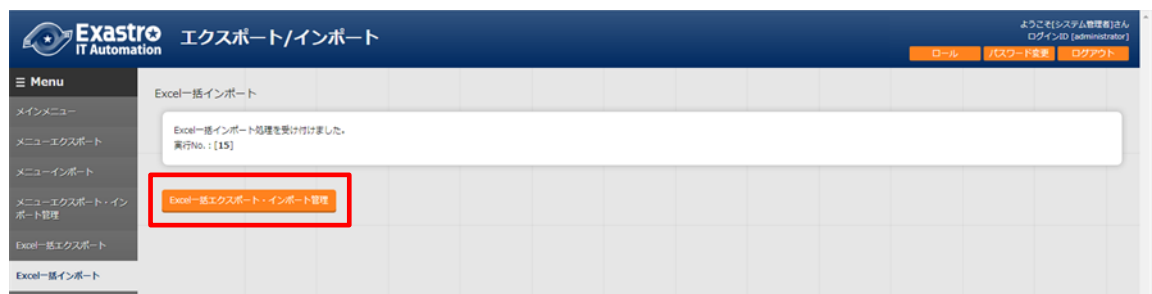 Exastro
IT Automation
エクスポート/インポート
ようこそ[システム管理者]さん
ログインID [administrator]
ロール
パスワード変更
ログアウト
☰ Menu
メインメニュー
メニューエクスポート
メニューインポート
メニューエクスポート・イン
ポート管理
Excel一括エクスポート
Excel一括インポート
Excel一括インポート
Excel一括インポート処理を受け付けました。
実行No. : [15]
Excel一括エクスポート・インポート管理